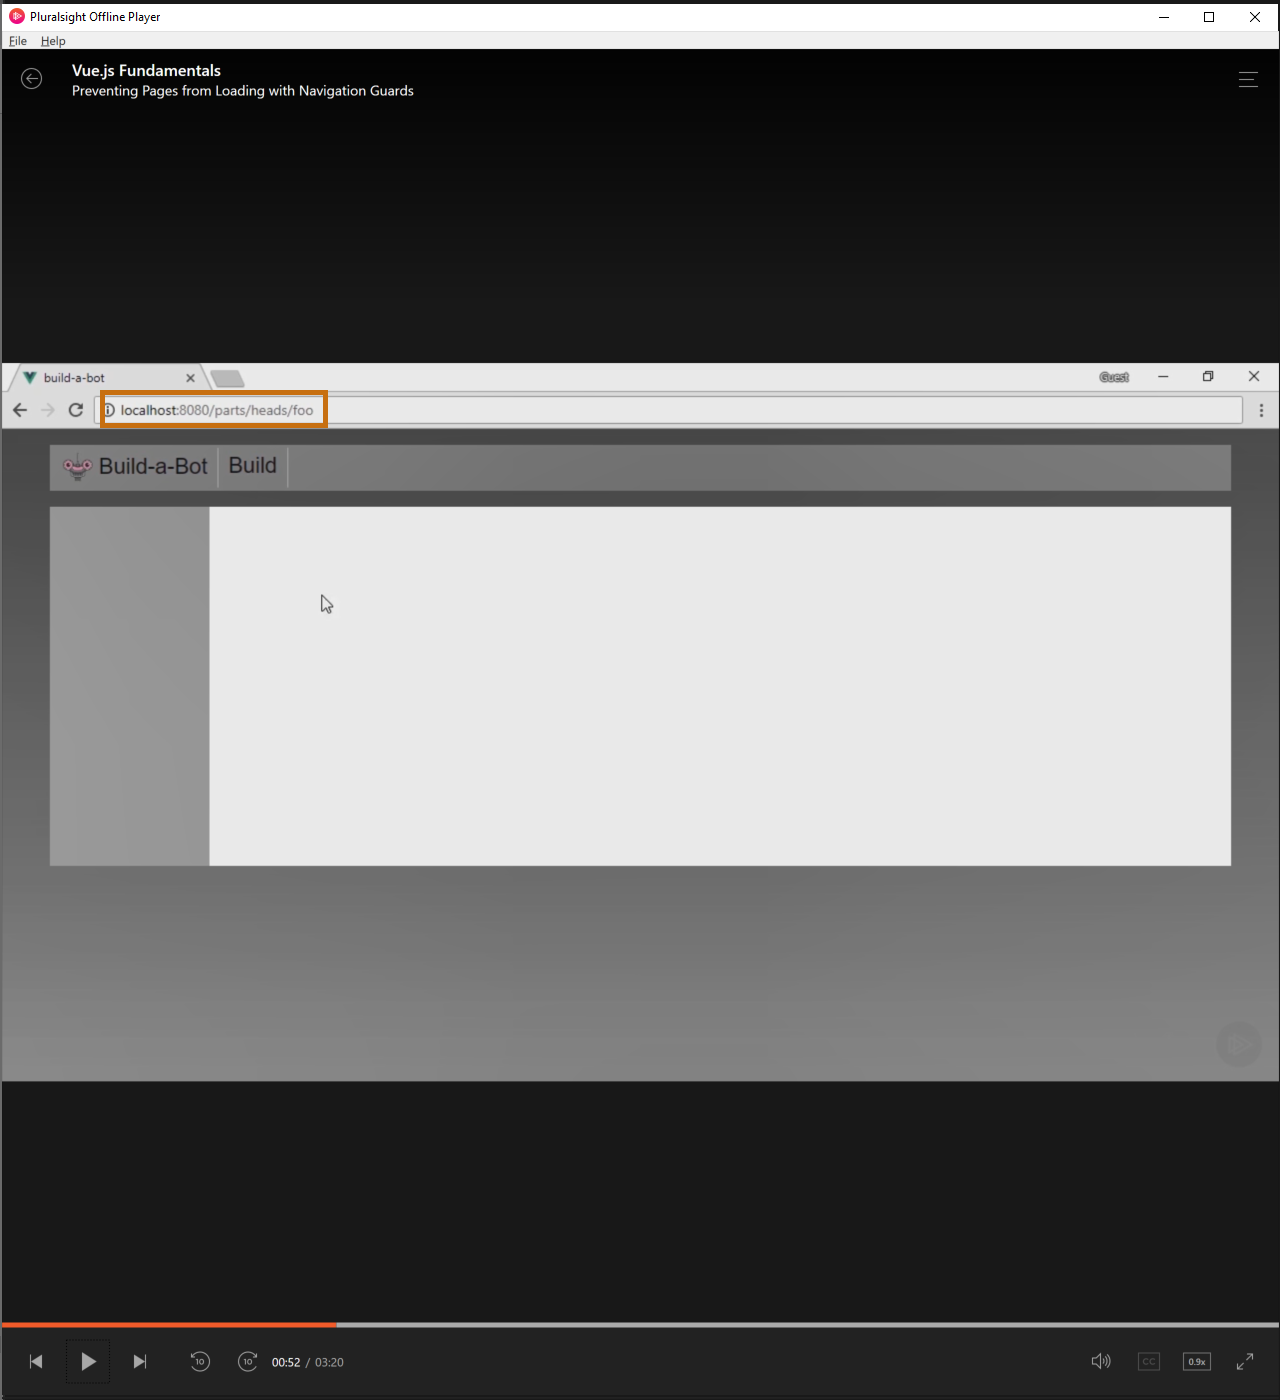 Pluralsight Offline Player
File Help
Vue.js Fundamentals
Preventing Pages from Loading with Navigation Guards
build-a-bot
Guest
localhost:8080/parts/heads/foo
Build-a-Bot Build
10 10 00:52 / 03:20 CC 0.9x